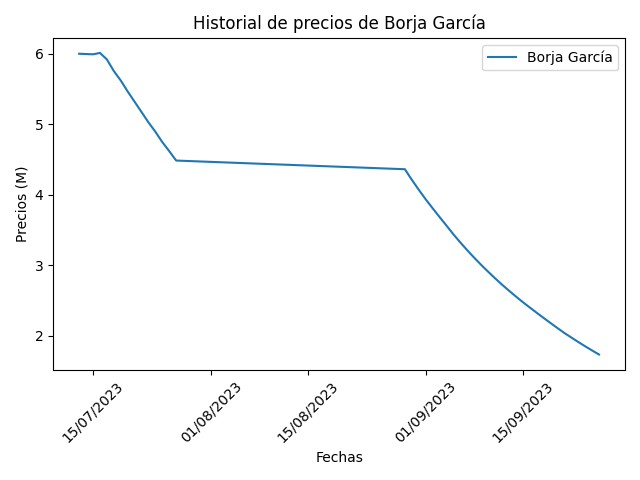 Historial de precios de Borja García
Borja García
Precios (M)
6
5
4
3
2
15/07/2023
01/08/2023
15/08/2023
01/09/2023
15/09/2023
Fechas